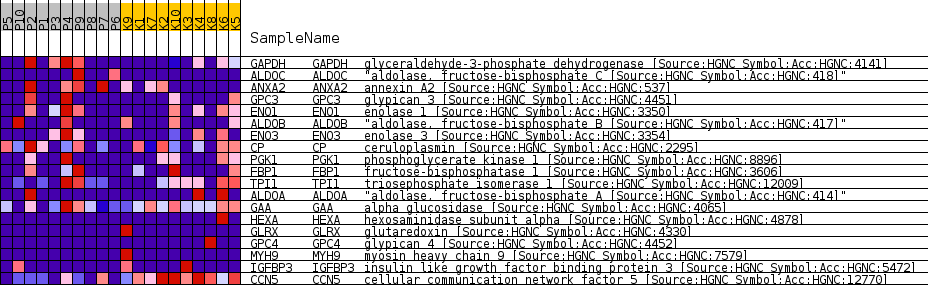 P5 P10 P2 P1 P3 P4 P9 P8 P7 P6 K9 K1 K7 K2 K10 K3 K4 K8 K6 K5
SampleName
GAPDH GAPDH glyceraldehyde-3-phosphate dehydrogenase [Source:HGNC Symbol;Acc:HGNC:4141]
ALDOC ALDOC "aldolase, fructose-bisphosphate C [Source:HGNC Symbol;Acc:HGNC:418]"
ANXA2 ANXA2 annexin A2 [Source:HGNC Symbol;Acc:HGNC:537]
GPC3 GPC3 glypican 3 [Source:HGNC Symbol;Acc:HGNC:4451]
ENO1 ENO1 enolase 1 [Source:HGNC Symbol;Acc:HGNC:3350]
ALDOB ALDOB "aldolase, fructose-bisphosphate B [Source:HGNC Symbol;Acc:HGNC:417]"
ENO3 ENO3 enolase 3 [Source:HGNC Symbol;Acc:HGNC:3354]
CP CP ceruloplasmin [Source:HGNC Symbol;Acc:HGNC:2295]
PGK1 PGK1 phosphoglycerate kinase 1 [Source:HGNC Symbol;Acc:HGNC:8896]
FBP1 FBP1 fructose-bisphosphatase 1 [Source:HGNC Symbol;Acc:HGNC:3606]
TPI1 TPI1 triosephosphate isomerase 1 [Source:HGNC Symbol;Acc:HGNC:12009]
ALDOA ALDOA "aldolase, fructose-bisphosphate A [Source:HGNC Symbol;Acc:HGNC:414]"
GAA GAA alpha glucosidase [Source:HGNC Symbol;Acc:HGNC:4065]
HEXA HEXA hexosaminidase subunit alpha [Source:HGNC Symbol;Acc:HGNC:4878]
GLRX GLRX glutaredoxin [Source:HGNC Symbol;Acc:HGNC:4330]
GPC4 GPC4 glypican 4 [Source:HGNC Symbol;Acc:HGNC:4452]
MYH9 MYH9 myosin heavy chain 9 [Source:HGNC Symbol;Acc:HGNC:7579]
IGFBP3 IGFBP3 insulin like growth factor binding protein 3 [Source:HGNC Symbol;Acc:HGNC:5472]
CCN5 CCN5 cellular communication network factor 5 [Source:HGNC Symbol;Acc:HGNC:12770]